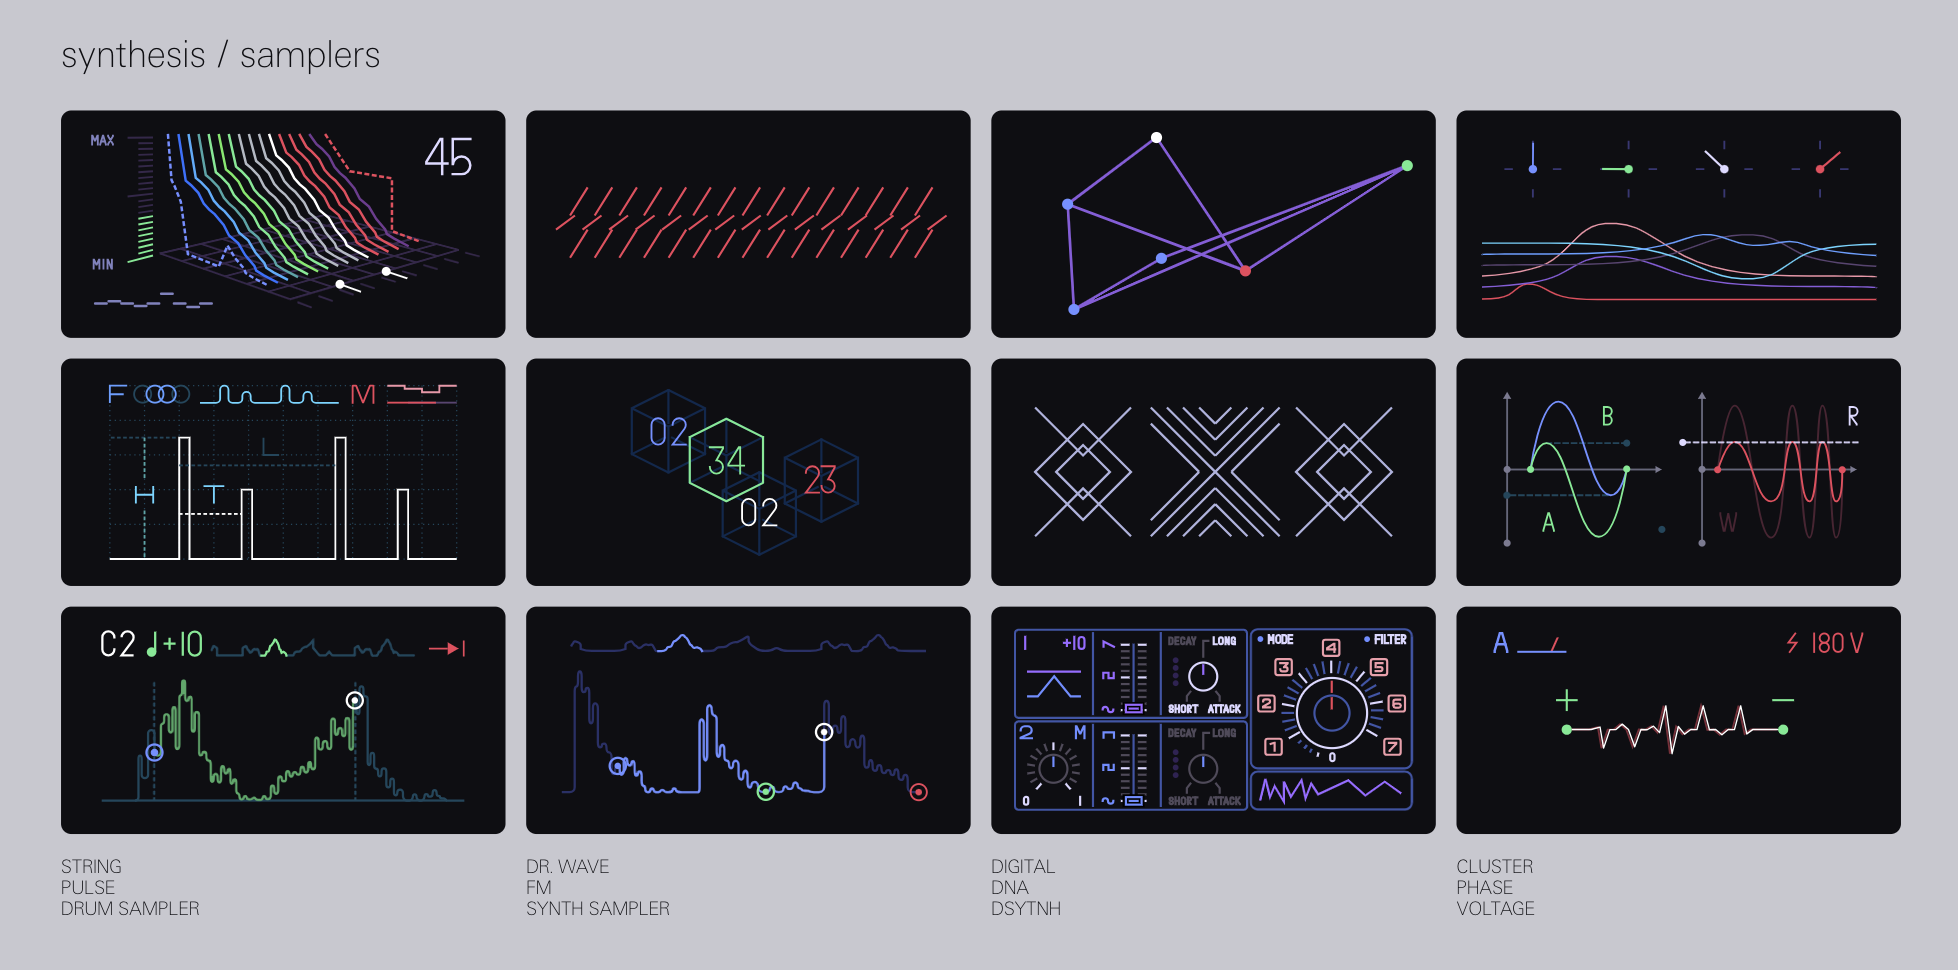 synthesis / samplers
MAX
45
MIN
F M
L
H T
02
34
23
02
B R
A W
C2 +10
1 +10
DECAY LONG
SHORT ATTACK
2 M
DECAY LONG
0 1
SHORT ATTACK
MODE FILTER
4
3 5
2 6
1 7
0
A 180 V
+ −
STRING
PULSE
DRUM SAMPLER
DR. WAVE
FM
SYNTH SAMPLER
DIGITAL
DNA
DSYTNH
CLUSTER
PHASE
VOLTAGE